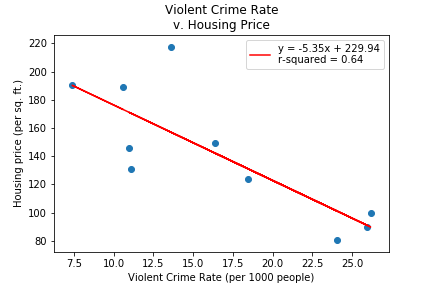 Violent Crime Rate
v. Housing Price
y = -5.35x + 229.94
r-squared = 0.64
Housing price (per sq. ft.)
220
200
180
160
140
120
100
80
7.5 10.0 12.5 15.0 17.5 20.0 22.5 25.0
Violent Crime Rate (per 1000 people)